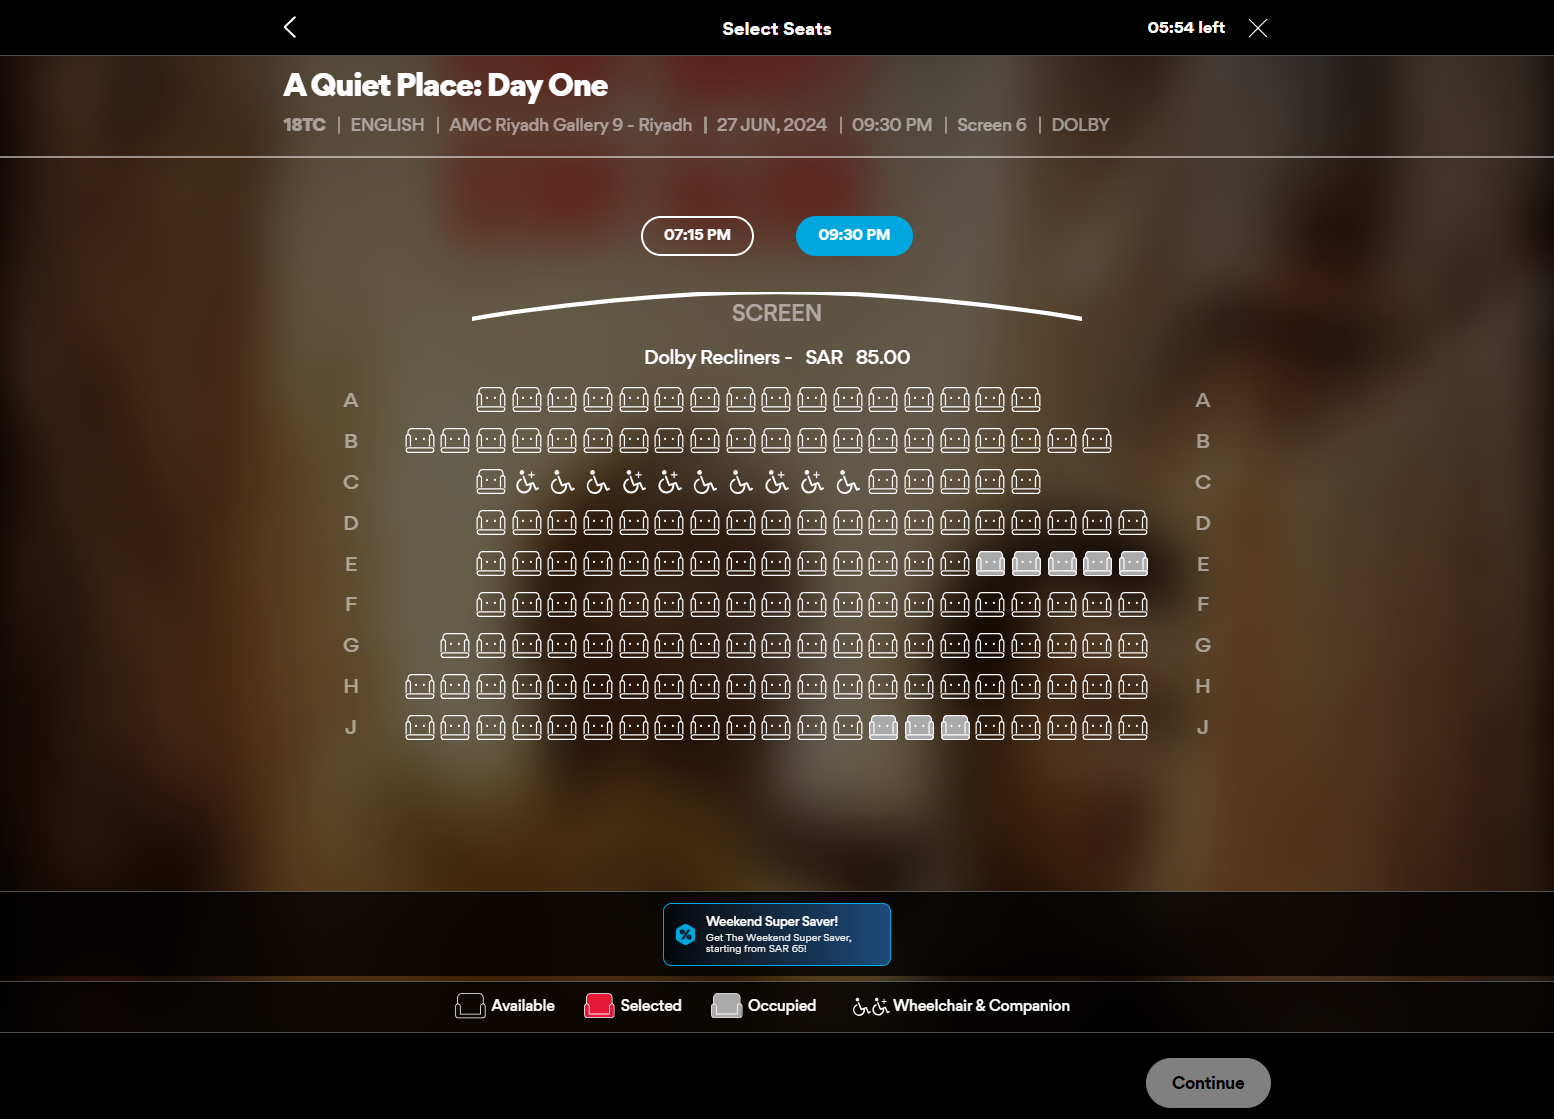 Select Seats
05:54 left
A Quiet Place: Day One
18TC | ENGLISH | AMC Riyadh Gallery 9 - Riyadh | 27 JUN, 2024 | 09:30 PM | Screen 6 | DOLBY
07:15 PM
09:30 PM
SCREEN
Dolby Recliners - SAR 85.00
A A
B B
C C
D D
E E
F F
G G
H H
J J
Weekend Super Saver!
Get The Weekend Super Saver,
starting from SAR 65!
Available Selected Occupied Wheelchair & Companion
Continue